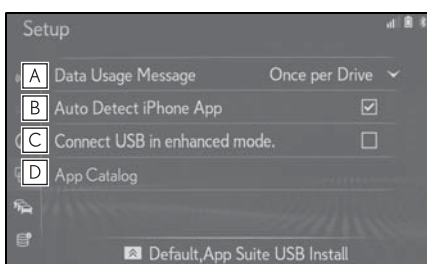 Setup
A Data Usage Message Once per Drive
B Auto Detect iPhone App
C Connect USB in enhanced mode.
D App Catalog
Default,App Suite USB Install